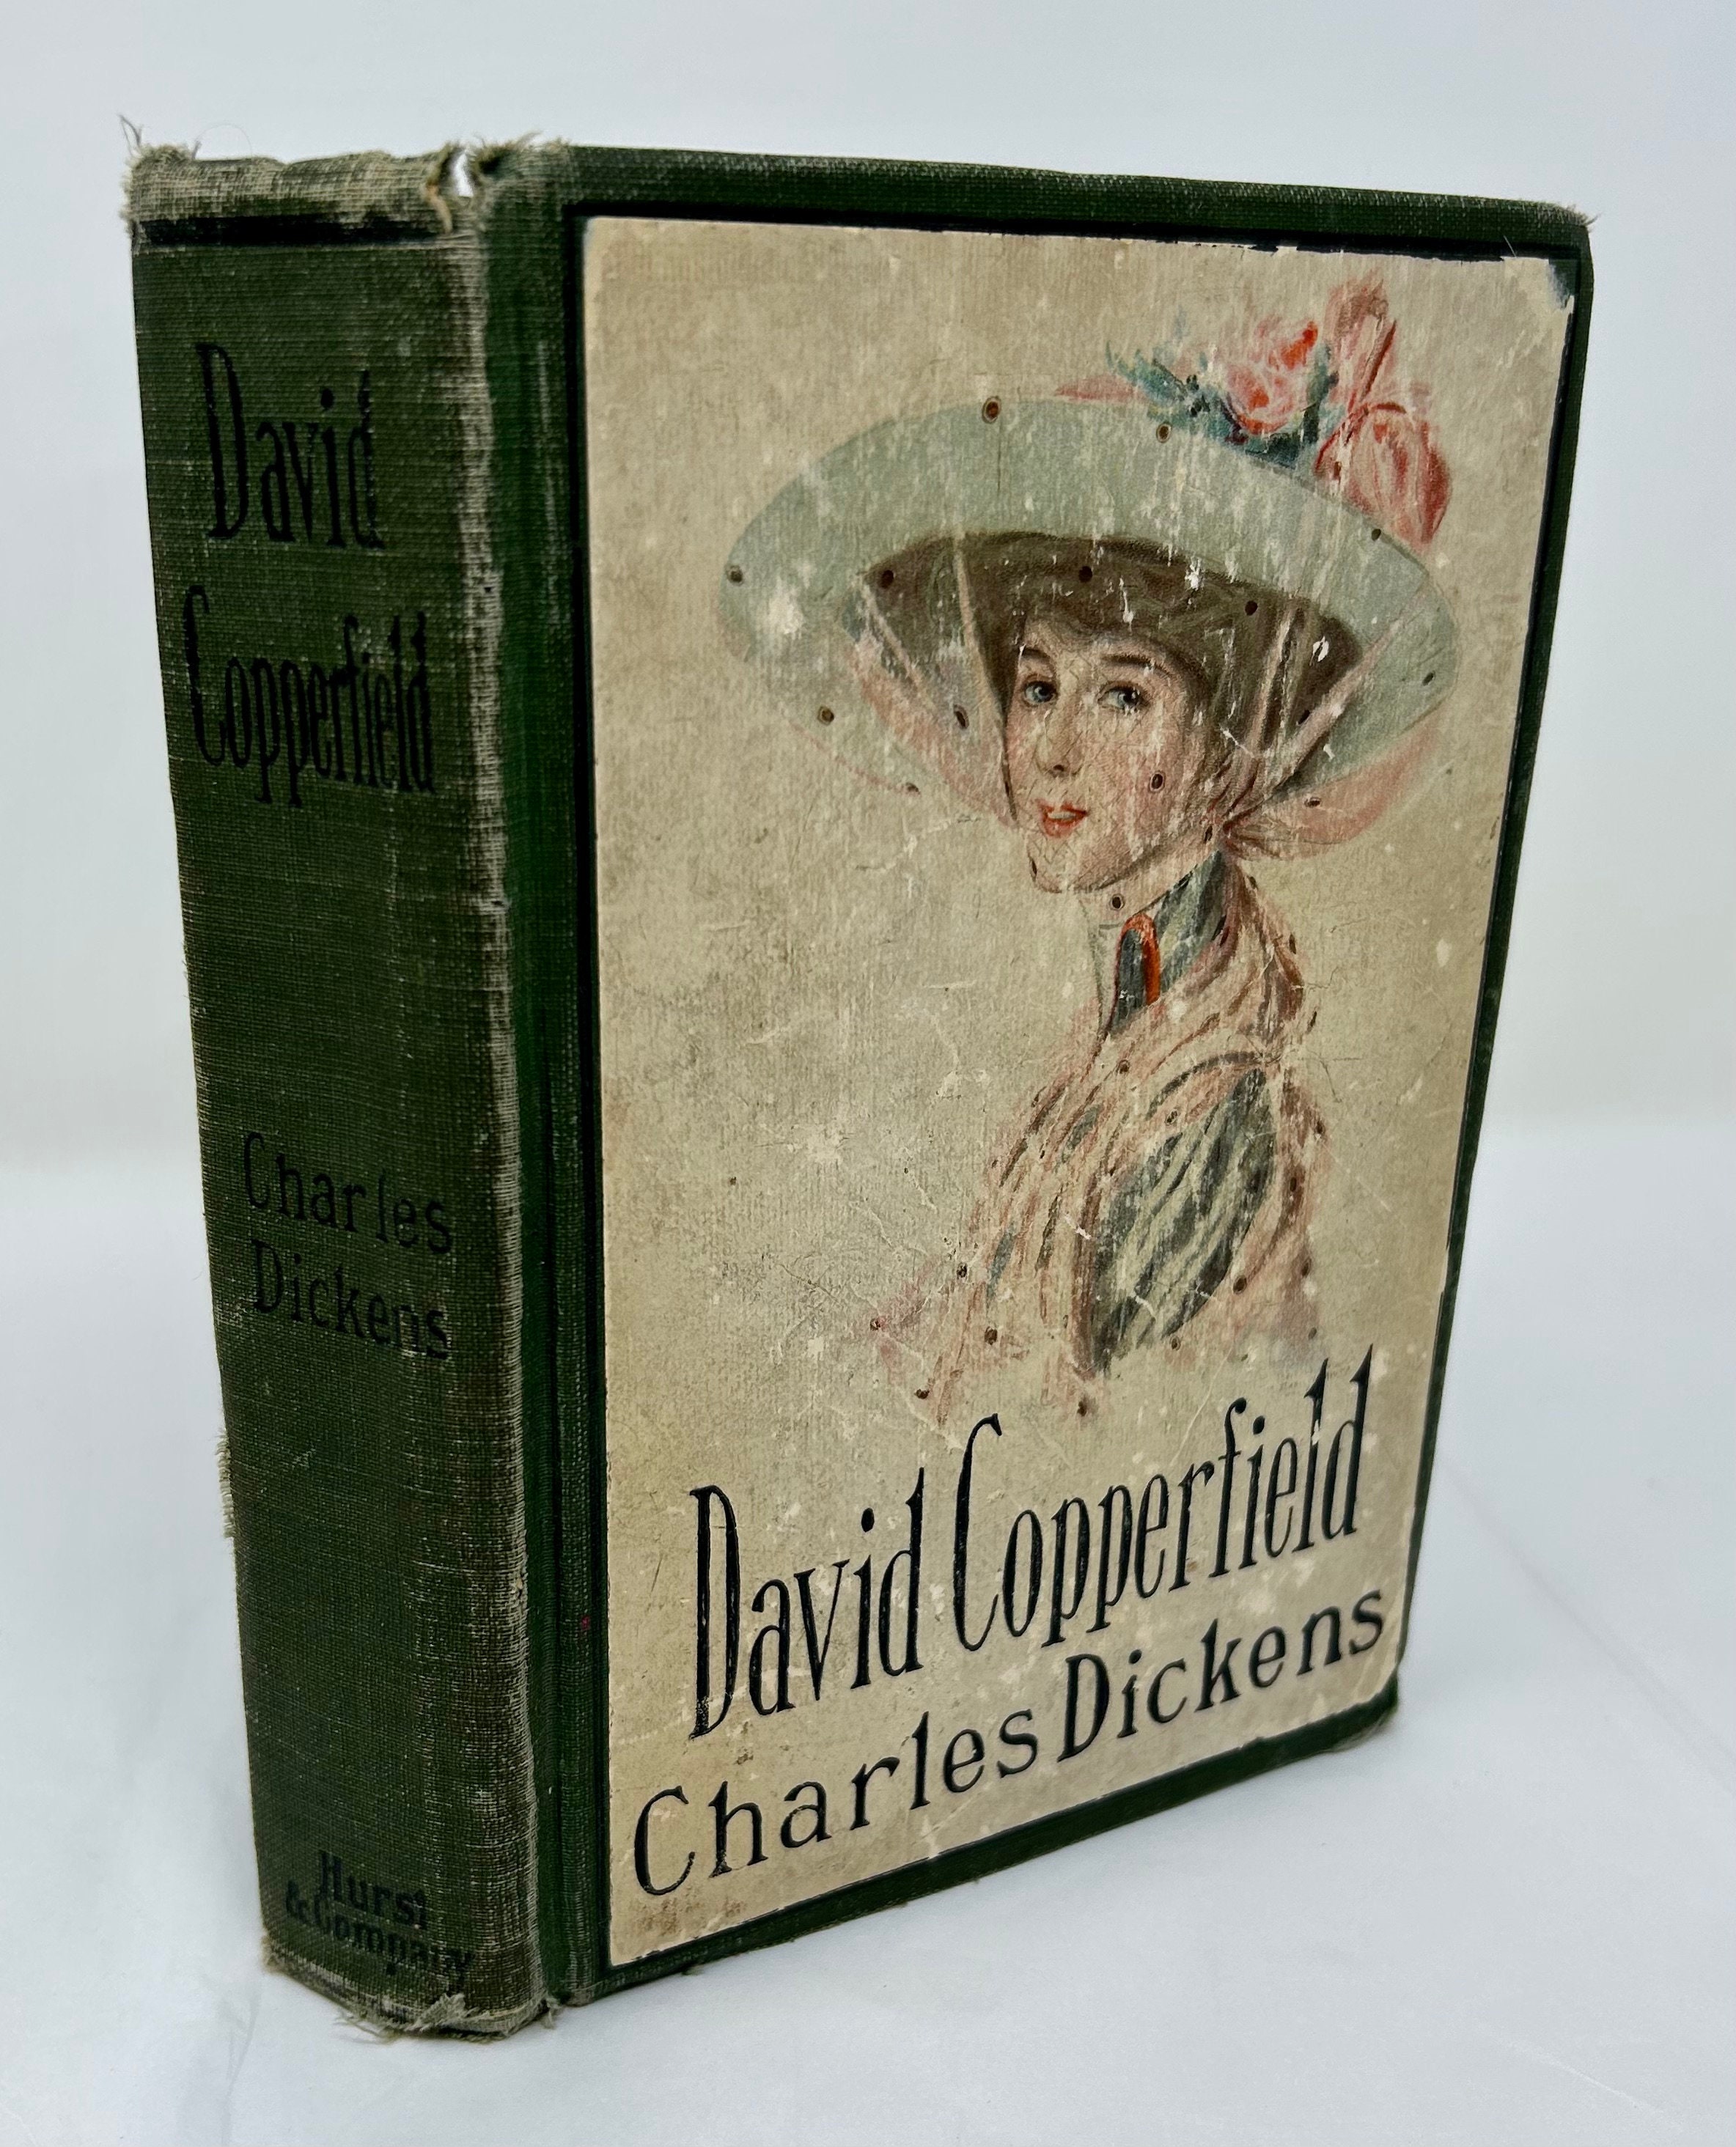 David
Copperfield
Charles
Dickens
Hurst
& Company
David Copperfield
Charles Dickens